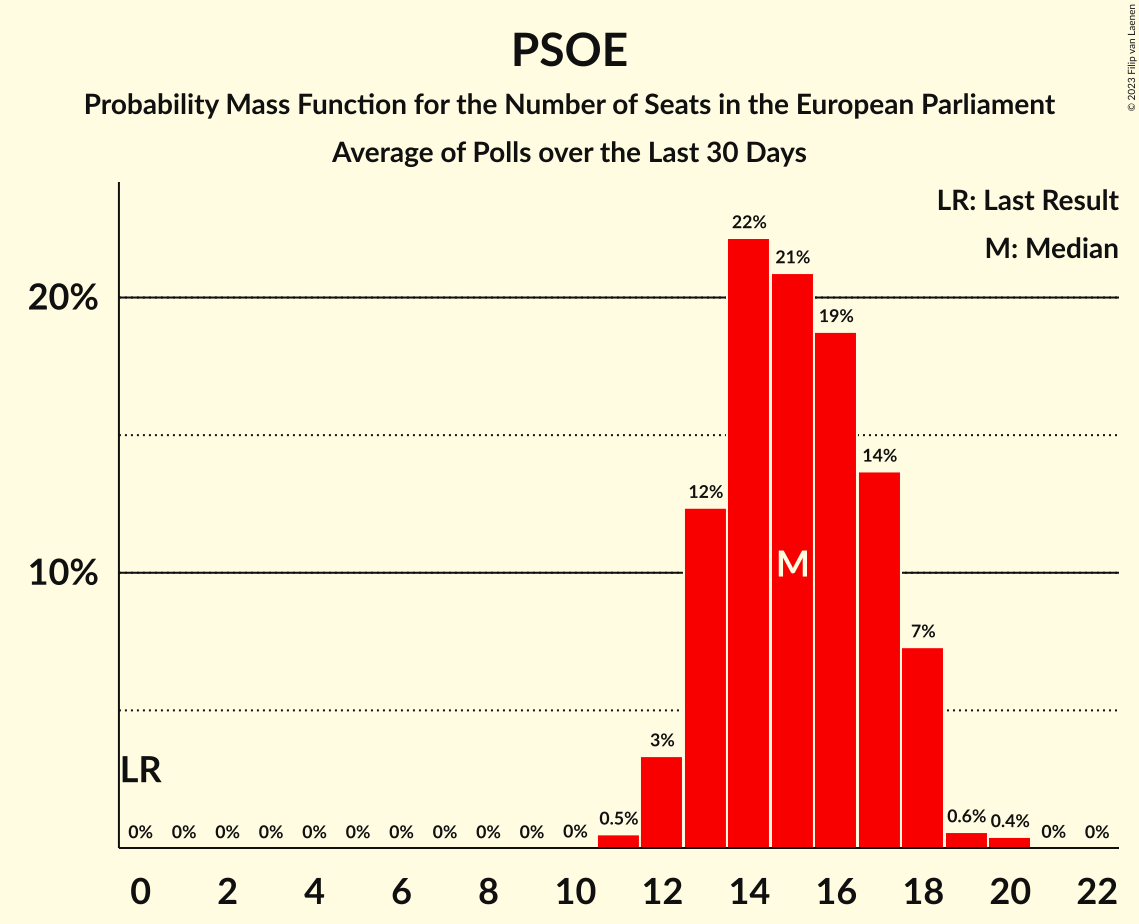 PSOE
Probability Mass Function for the Number of Seats in the European Parliament
Average of Polls over the Last 30 Days
© 2023 Filip van Laenen
LR: Last Result
M: Median
20%
10%
22%
21%
19%
14%
12%
7%
3%
0.5%
0.6%
0.4%
M
LR
0% 0% 0% 0% 0% 0% 0% 0% 0% 0% 0% 0% 0%
0 2 4 6 8 10 12 14 16 18 20 22